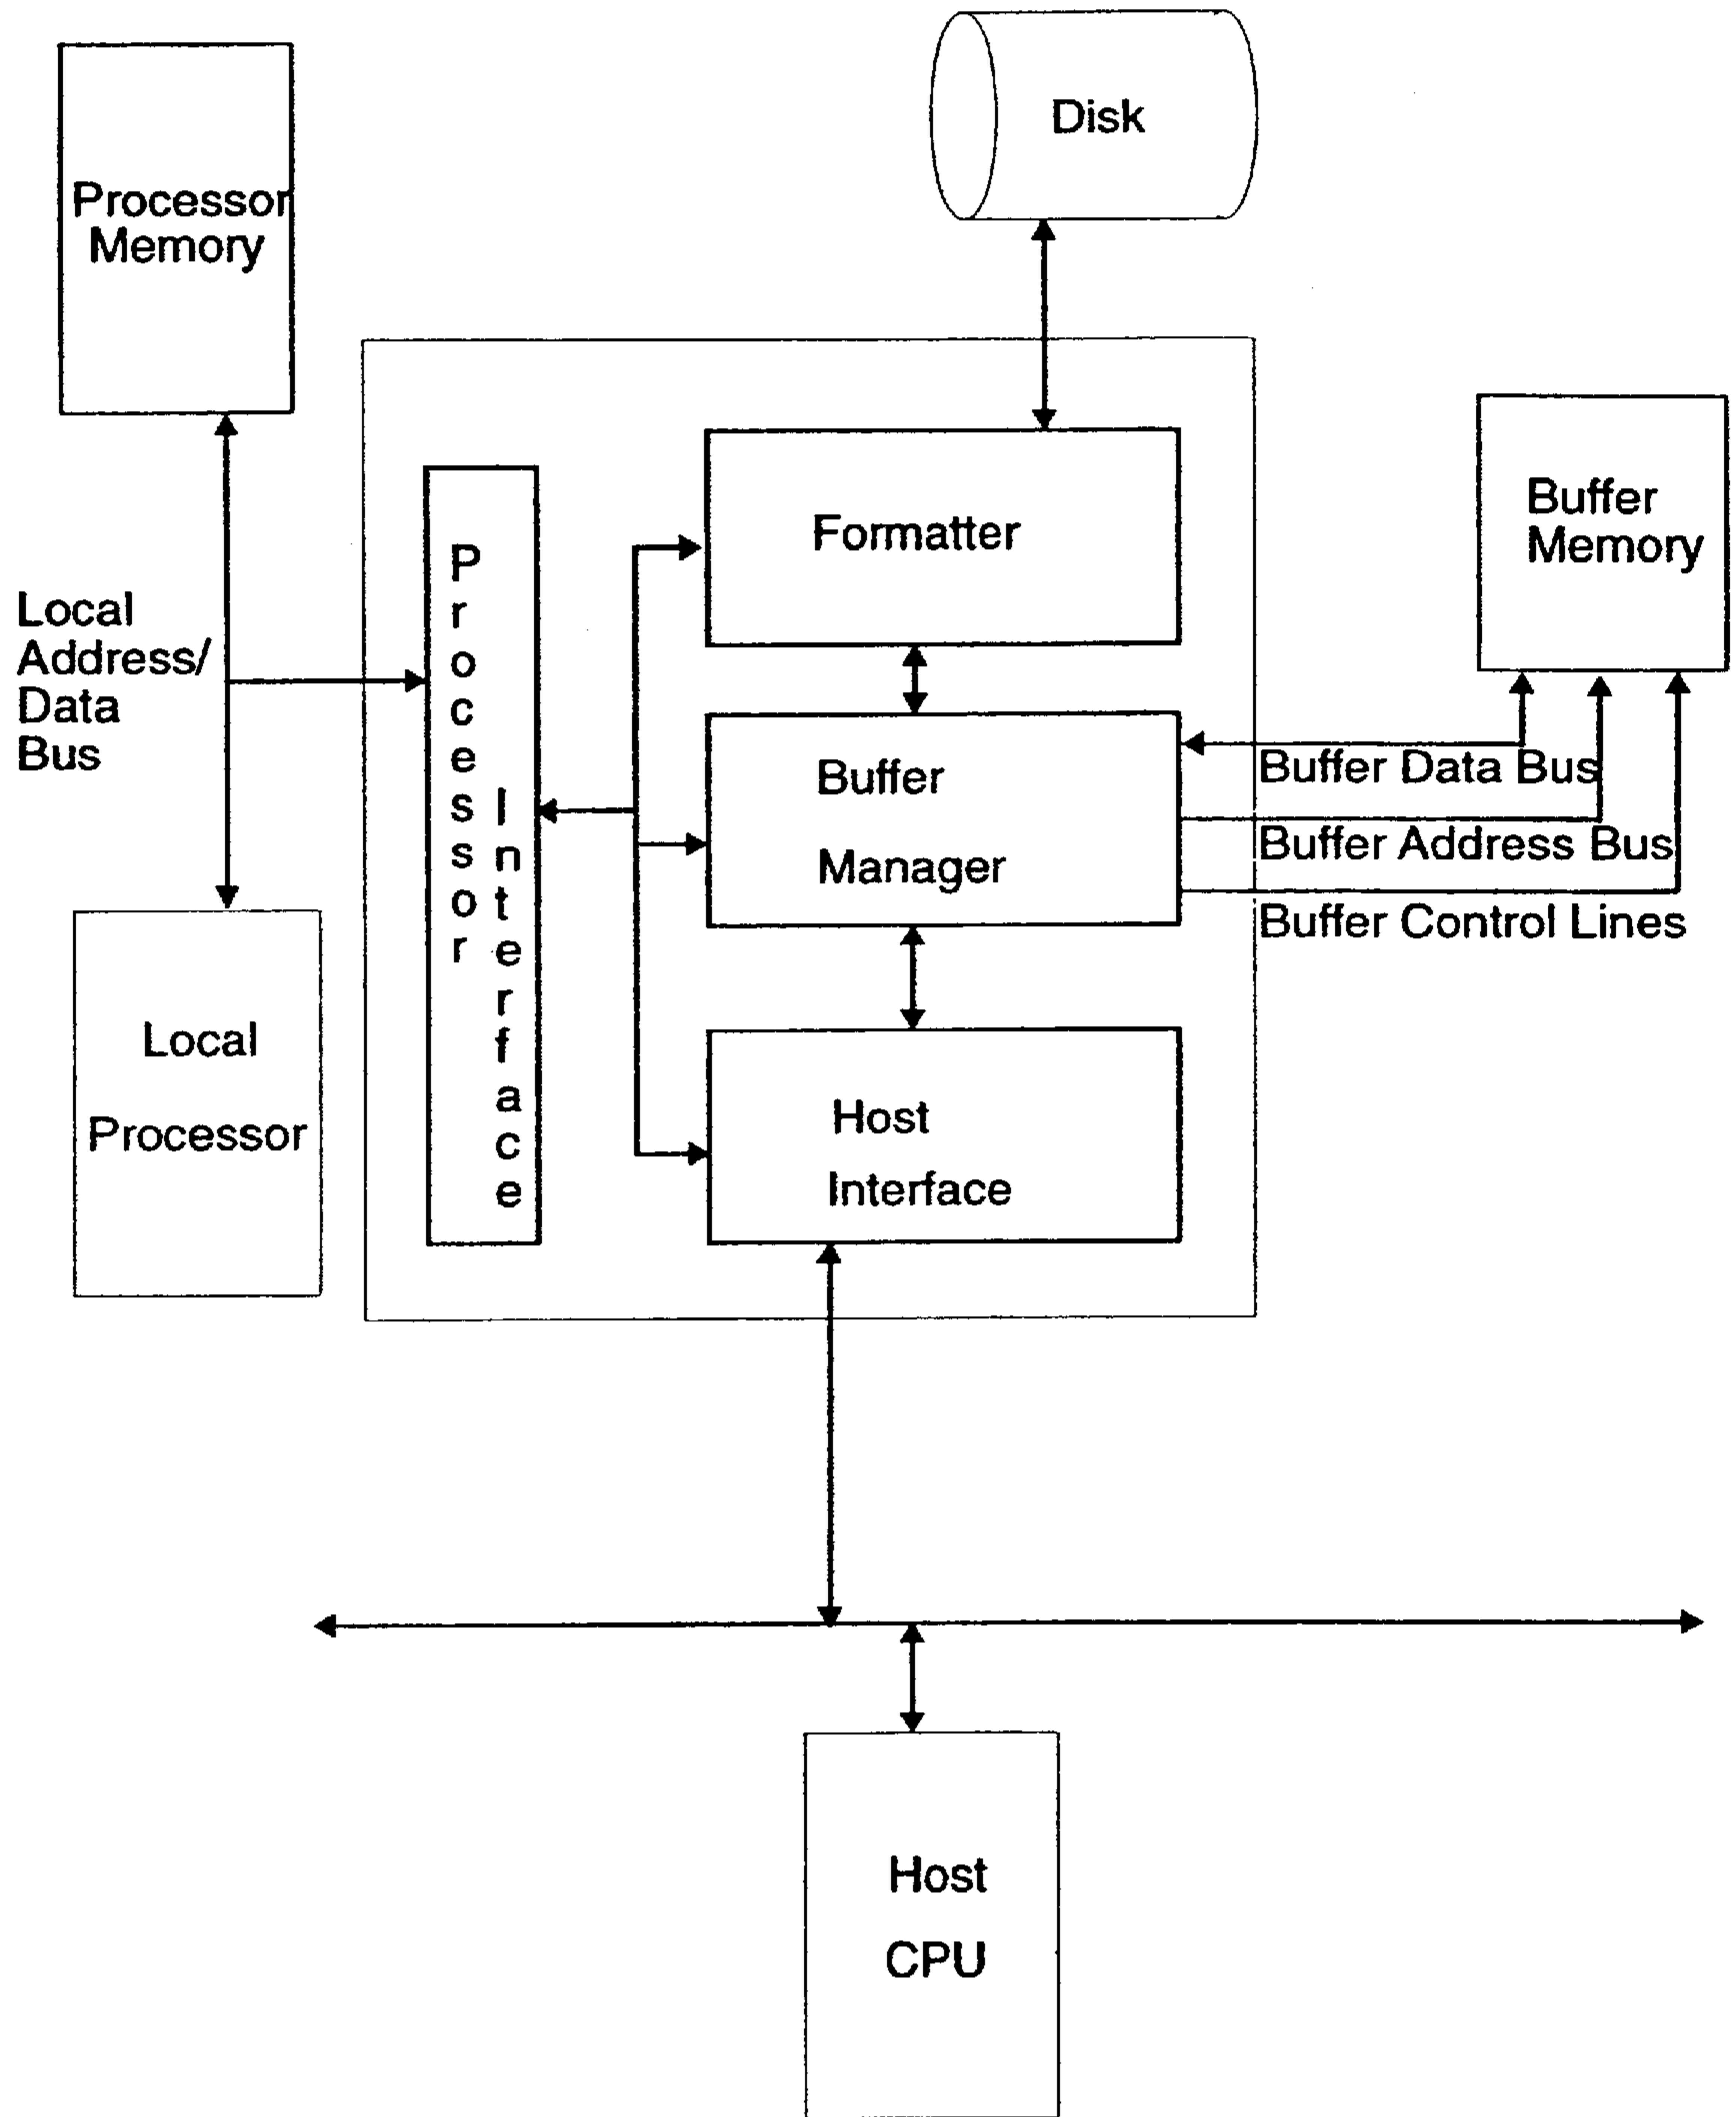 Disk
Processor
Memory
Formatter
Buffer
Memory
Local
Address/
Data
Bus
Processor
Interface
Buffer
Manager
Buffer Data Bus
Buffer Address Bus
Buffer Control Lines
Local
Processor
Host
Interface
Host
CPU